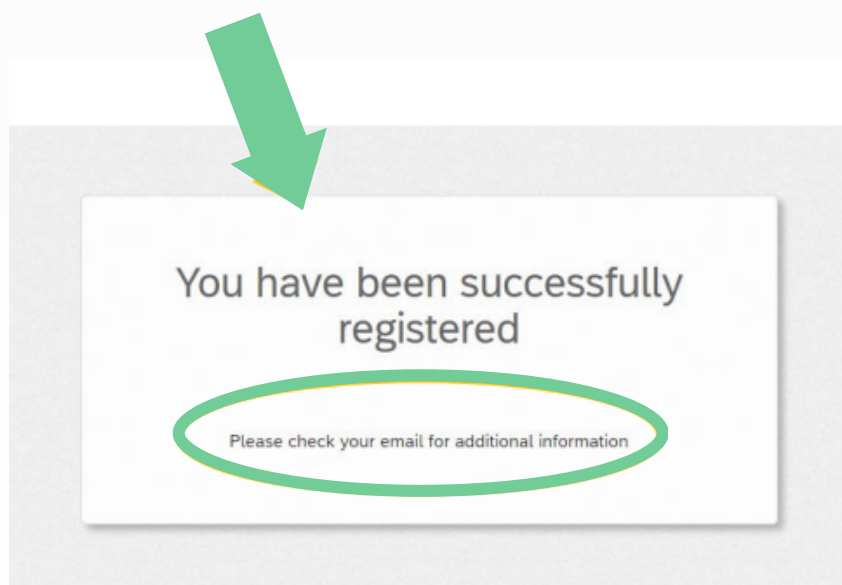 You have been successfully
registered
Please check your email for additional information